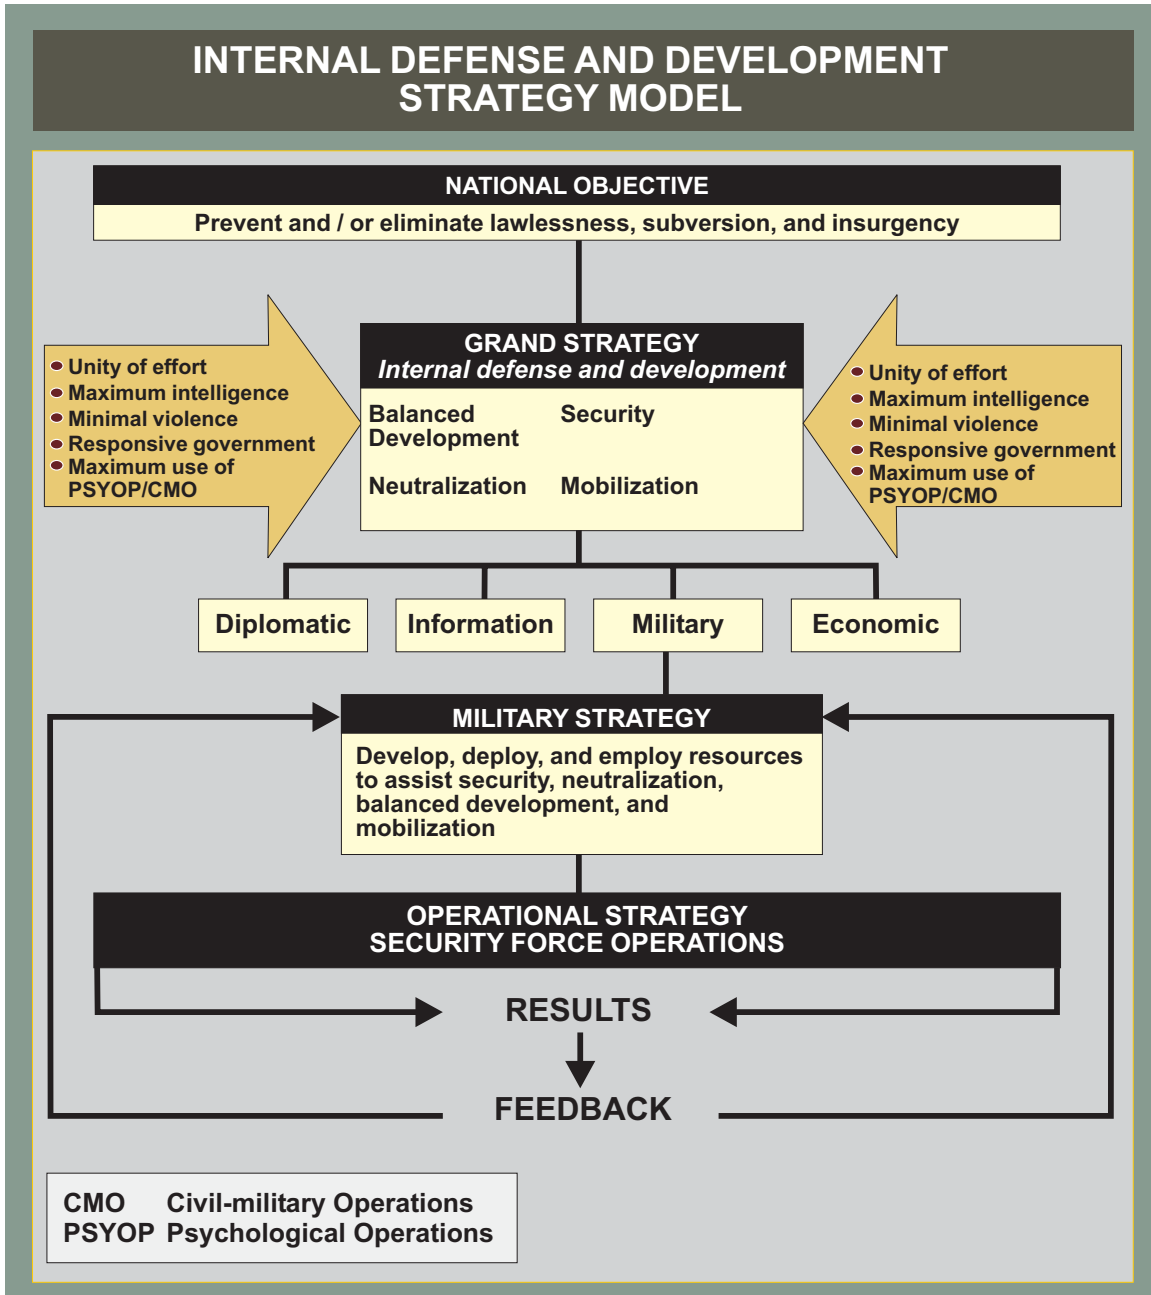 INTERNAL DEFENSE AND DEVELOPMENT
STRATEGY MODEL
NATIONAL OBJECTIVE
Prevent and / or eliminate lawlessness, subversion, and insurgency
Unity of effort
Maximum intelligence
Minimal violence
Responsive government
Maximum use of
PSYOP/CMO
GRAND STRATEGY
Internal defense and development
Balanced
Development
Security
Neutralization
Mobilization
Unity of effort
Maximum intelligence
Minimal violence
Responsive government
Maximum use of
PSYOP/CMO
Diplomatic
Information
Military
Economic
MILITARY STRATEGY
Develop, deploy, and employ resources
to assist security, neutralization,
balanced development, and
mobilization
OPERATIONAL STRATEGY
SECURITY FORCE OPERATIONS
RESULTS
FEEDBACK
CMO Civil-military Operations
PSYOP Psychological Operations